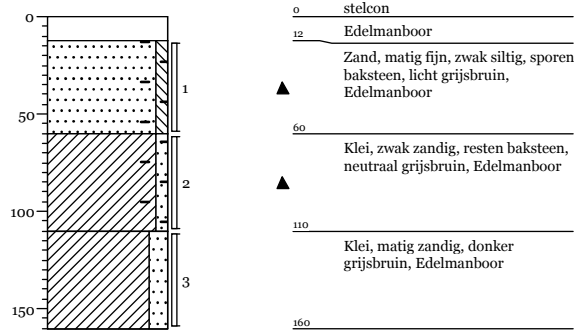 0
50
100
150
1
2
3
0 stelcon
12 Edelmanboor
Zand, matig fijn, zwak siltig, sporen
baksteen, licht grijsbruin,
Edelmanboor
60
Klei, zwak zandig, resten baksteen,
neutraal grijsbruin, Edelmanboor
110
Klei, matig zandig, donker
grijsbruin, Edelmanboor
160